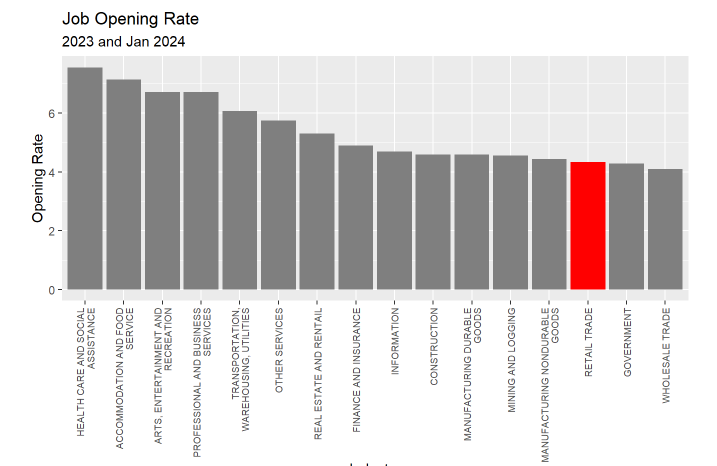 Job Opening Rate
2023 and Jan 2024
Opening Rate
6
4
2
0
HEALTH CARE AND SOCIAL
ASSISTANCE
ACCOMMODATION AND FOOD
SERVICE
ARTS, ENTERTAINMENT AND
RECREATION
PROFESSIONAL AND BUSINESS
SERVICES
TRANSPORTATION,
WAREHOUSING, UTILITIES
OTHER SERVICES
REAL ESTATE AND RENTAIL
FINANCE AND INSURANCE
INFORMATION
CONSTRUCTION
MANUFACTURING DURABLE
GOODS
MINING AND LOGGING
MANUFACTURING NONDURABLE
GOODS
RETAIL TRADE
GOVERNMENT
WHOLESALE TRADE